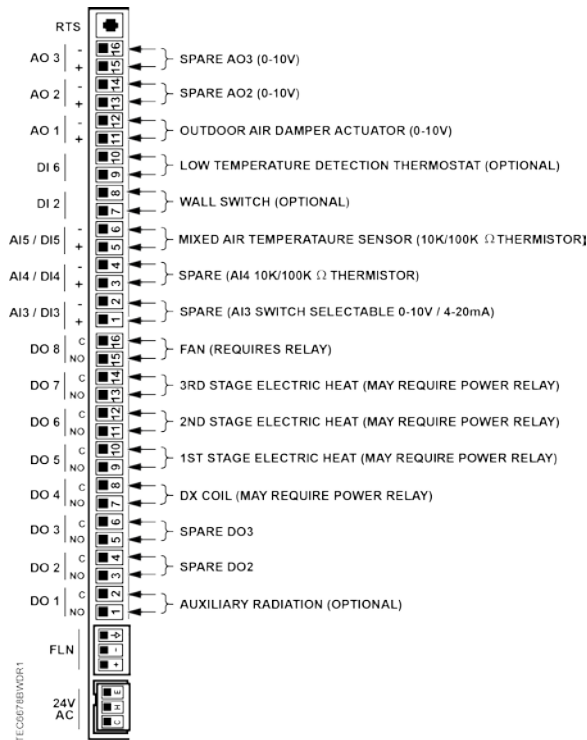 RTS
AO 3 - 16 SPARE AO3 (0-10V)
+ 15
AO 2 - 14 SPARE AO2 (0-10V)
+ 13
AO 1 - 12 OUTDOOR AIR DAMPER ACTUATOR (0-10V)
+ 11
DI 6 10 LOW TEMPERATURE DETECTION THERMOSTAT (OPTIONAL)
9
DI 2 8 WALL SWITCH (OPTIONAL)
7
AI5 / DI5 - 6 MIXED AIR TEMPERATAURE SENSOR (10K/100K Ω THERMISTOR)
+ 5
AI4 / DI4 - 4 SPARE (AI4 10K/100K Ω THERMISTOR)
+ 3
AI3 / DI3 - 2 SPARE (AI3 SWITCH SELECTABLE 0-10V / 4-20mA)
+ 1
DO 8 C 16 FAN (REQUIRES RELAY)
NO 15
DO 7 C 14 3RD STAGE ELECTRIC HEAT (MAY REQUIRE POWER RELAY)
NO 13
DO 6 C 12 2ND STAGE ELECTRIC HEAT (MAY REQUIRE POWER RELAY)
NO 11
DO 5 C 10 1ST STAGE ELECTRIC HEAT (MAY REQUIRE POWER RELAY)
NO 9
DO 4 C 8 DX COIL (MAY REQUIRE POWER RELAY)
NO 7
DO 3 C 6 SPARE DO3
NO 5
DO 2 C 4 SPARE DO2
NO 3
DO 1 C 2 AUXILIARY RADIATION (OPTIONAL)
NO 1
FLN
-
+
24V
AC
E
H
C
TEC6678BWDR1